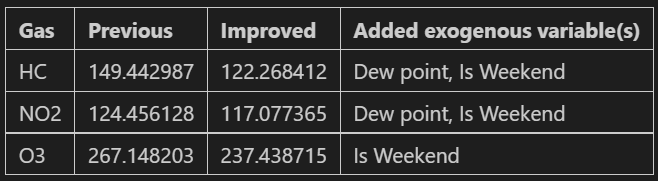 Gas Previous Improved Added exogenous variable(s)
HC 149.442987 122.268412 Dew point, Is Weekend
NO2 124.456128 117.077365 Dew point, Is Weekend
O3 267.148203 237.438715 Is Weekend